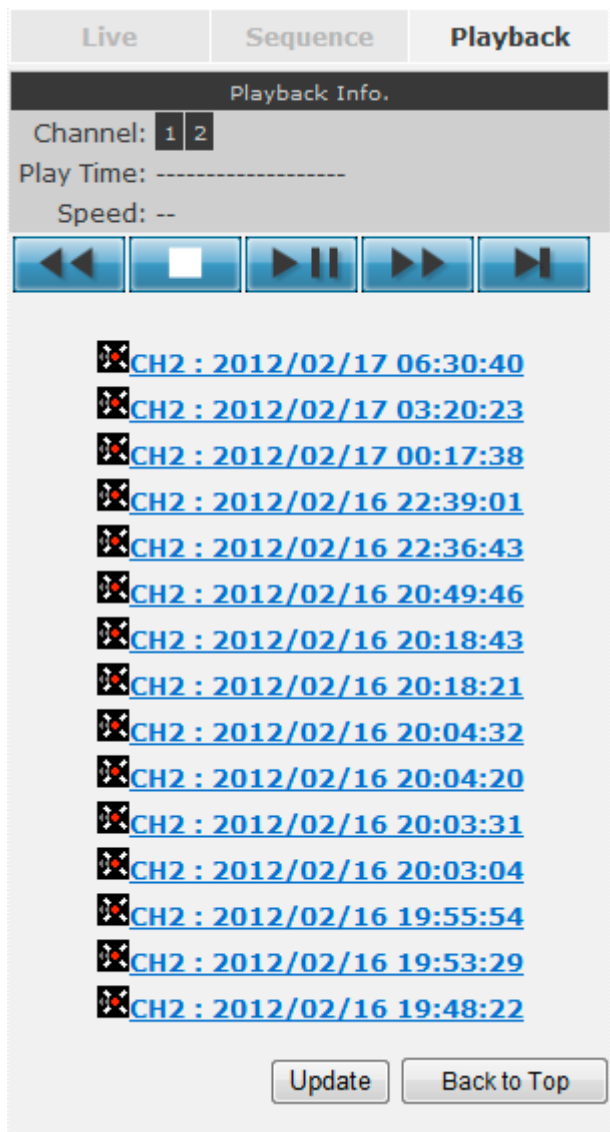 Live Sequence Playback
Playback Info.
Channel: 1 2
Play Time: -------------------
Speed: --
CH2 : 2012/02/17 06:30:40
CH2 : 2012/02/17 03:20:23
CH2 : 2012/02/17 00:17:38
CH2 : 2012/02/16 22:39:01
CH2 : 2012/02/16 22:36:43
CH2 : 2012/02/16 20:49:46
CH2 : 2012/02/16 20:18:43
CH2 : 2012/02/16 20:18:21
CH2 : 2012/02/16 20:04:32
CH2 : 2012/02/16 20:04:20
CH2 : 2012/02/16 20:03:31
CH2 : 2012/02/16 20:03:04
CH2 : 2012/02/16 19:55:54
CH2 : 2012/02/16 19:53:29
CH2 : 2012/02/16 19:48:22
Update Back to Top